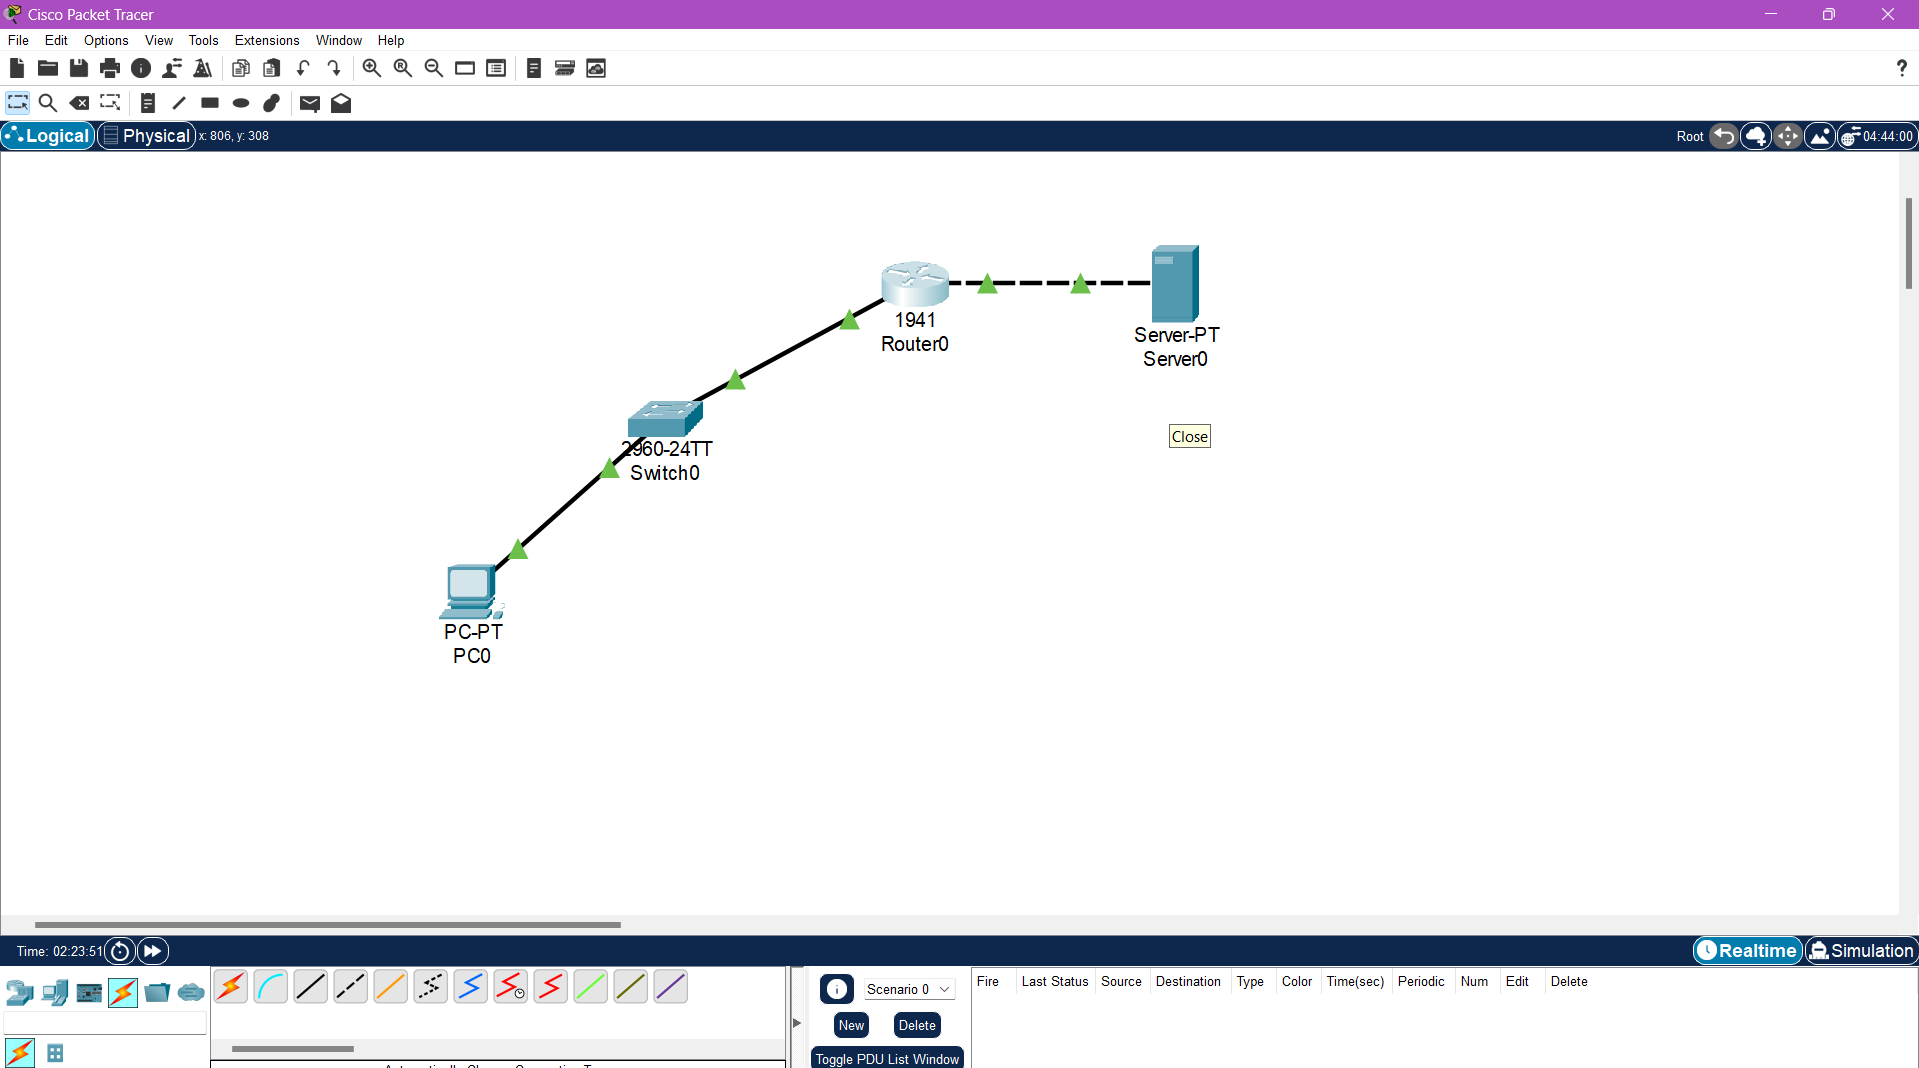 Cisco Packet Tracer
File Edit Options View Tools Extensions Window Help
Logical Physical x: 806, y: 308 Root 04:44:00
1941
Router0
Server-PT
Server0
Close
2960-24TT
Switch0
PC-PT
PC0
Time: 02:23:51 Realtime Simulation
Scenario 0
New Delete
Toggle PDU List Window
Fire Last Status Source Destination Type Color Time(sec) Periodic Num Edit Delete